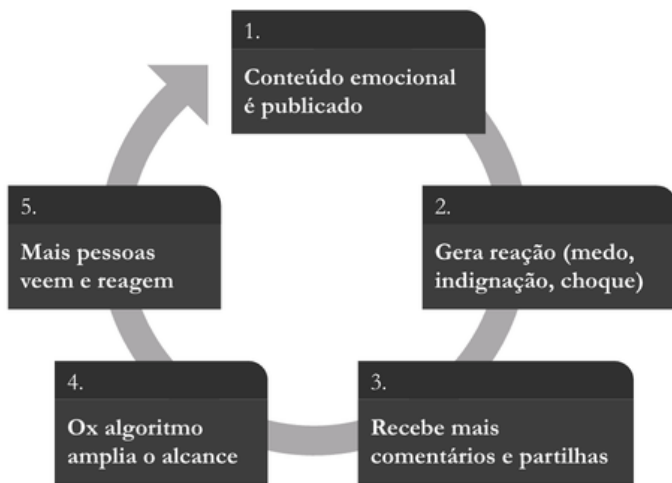 1.
Conteúdo emocional
é publicado
2.
Gera reação (medo,
indignação, choque)
3.
Recebe mais
comentários e partilhas
4.
Ox algoritmo
amplia o alcance
5.
Mais pessoas
veem e reagem